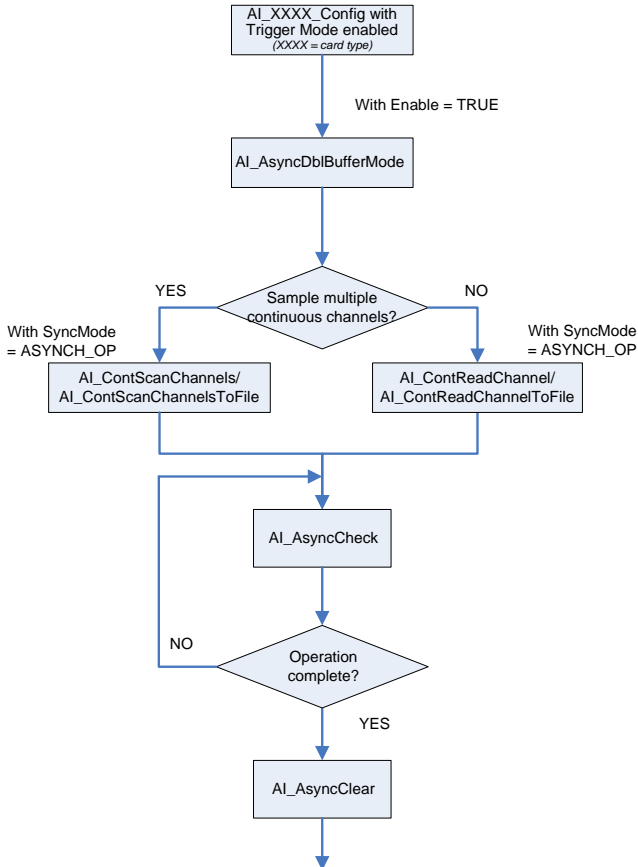 AI_XXXX_Config with
Trigger Mode enabled
(XXXX = card type)
With Enable = TRUE
AI_AsyncDblBufferMode
Sample multiple
continuous channels?
YES
NO
With SyncMode
= ASYNCH_OP
With SyncMode
= ASYNCH_OP
AI_ContScanChannels/
AI_ContScanChannelsToFile
AI_ContReadChannel/
AI_ContReadChannelToFile
AI_AsyncCheck
NO
Operation
complete?
YES
AI_AsyncClear